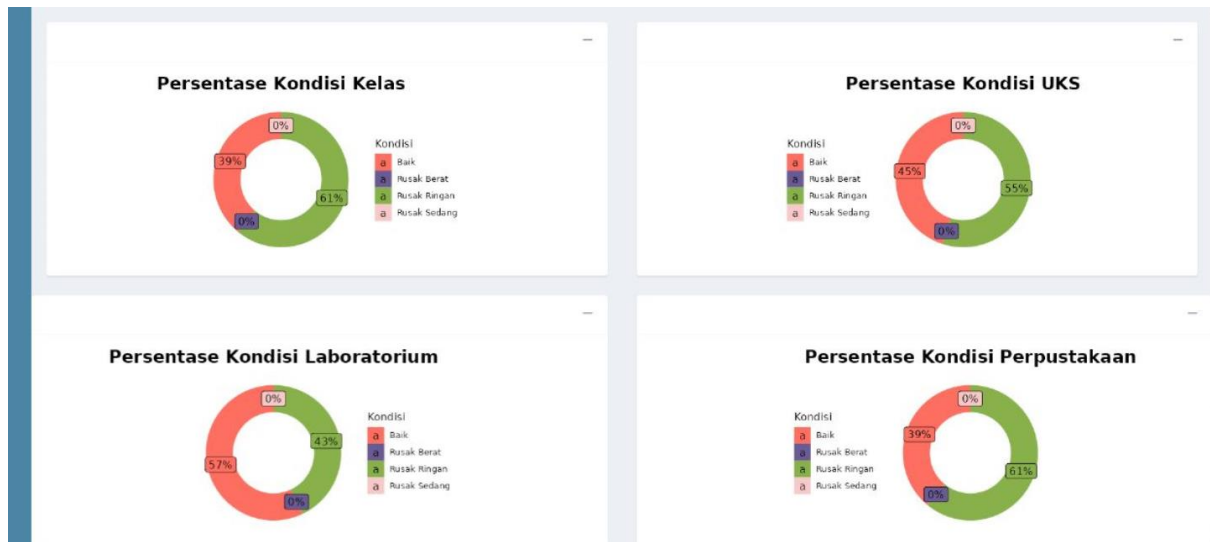 Persentase Kondisi Kelas
0%
39%
61%
0%
Kondisi
a Baik
a Rusak Berat
a Rusak Ringan
a Rusak Sedang
Persentase Kondisi UKS
Kondisi
a Baik
a Rusak Berat
a Rusak Ringan
a Rusak Sedang
0%
45%
55%
0%
Persentase Kondisi Laboratorium
0%
43%
57%
0%
Kondisi
a Baik
a Rusak Berat
a Rusak Ringan
a Rusak Sedang
Persentase Kondisi Perpustakaan
Kondisi
a Baik
a Rusak Berat
a Rusak Ringan
a Rusak Sedang
0%
39%
61%
0%